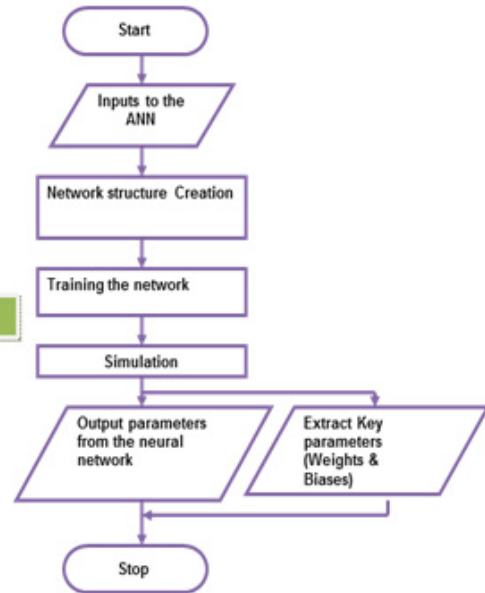 Start
Inputs to the
ANN
Network structure Creation
Training the network
Simulation
Output parameters
from the neural
network
Extract Key
parameters
(Weights &
Biases)
Stop